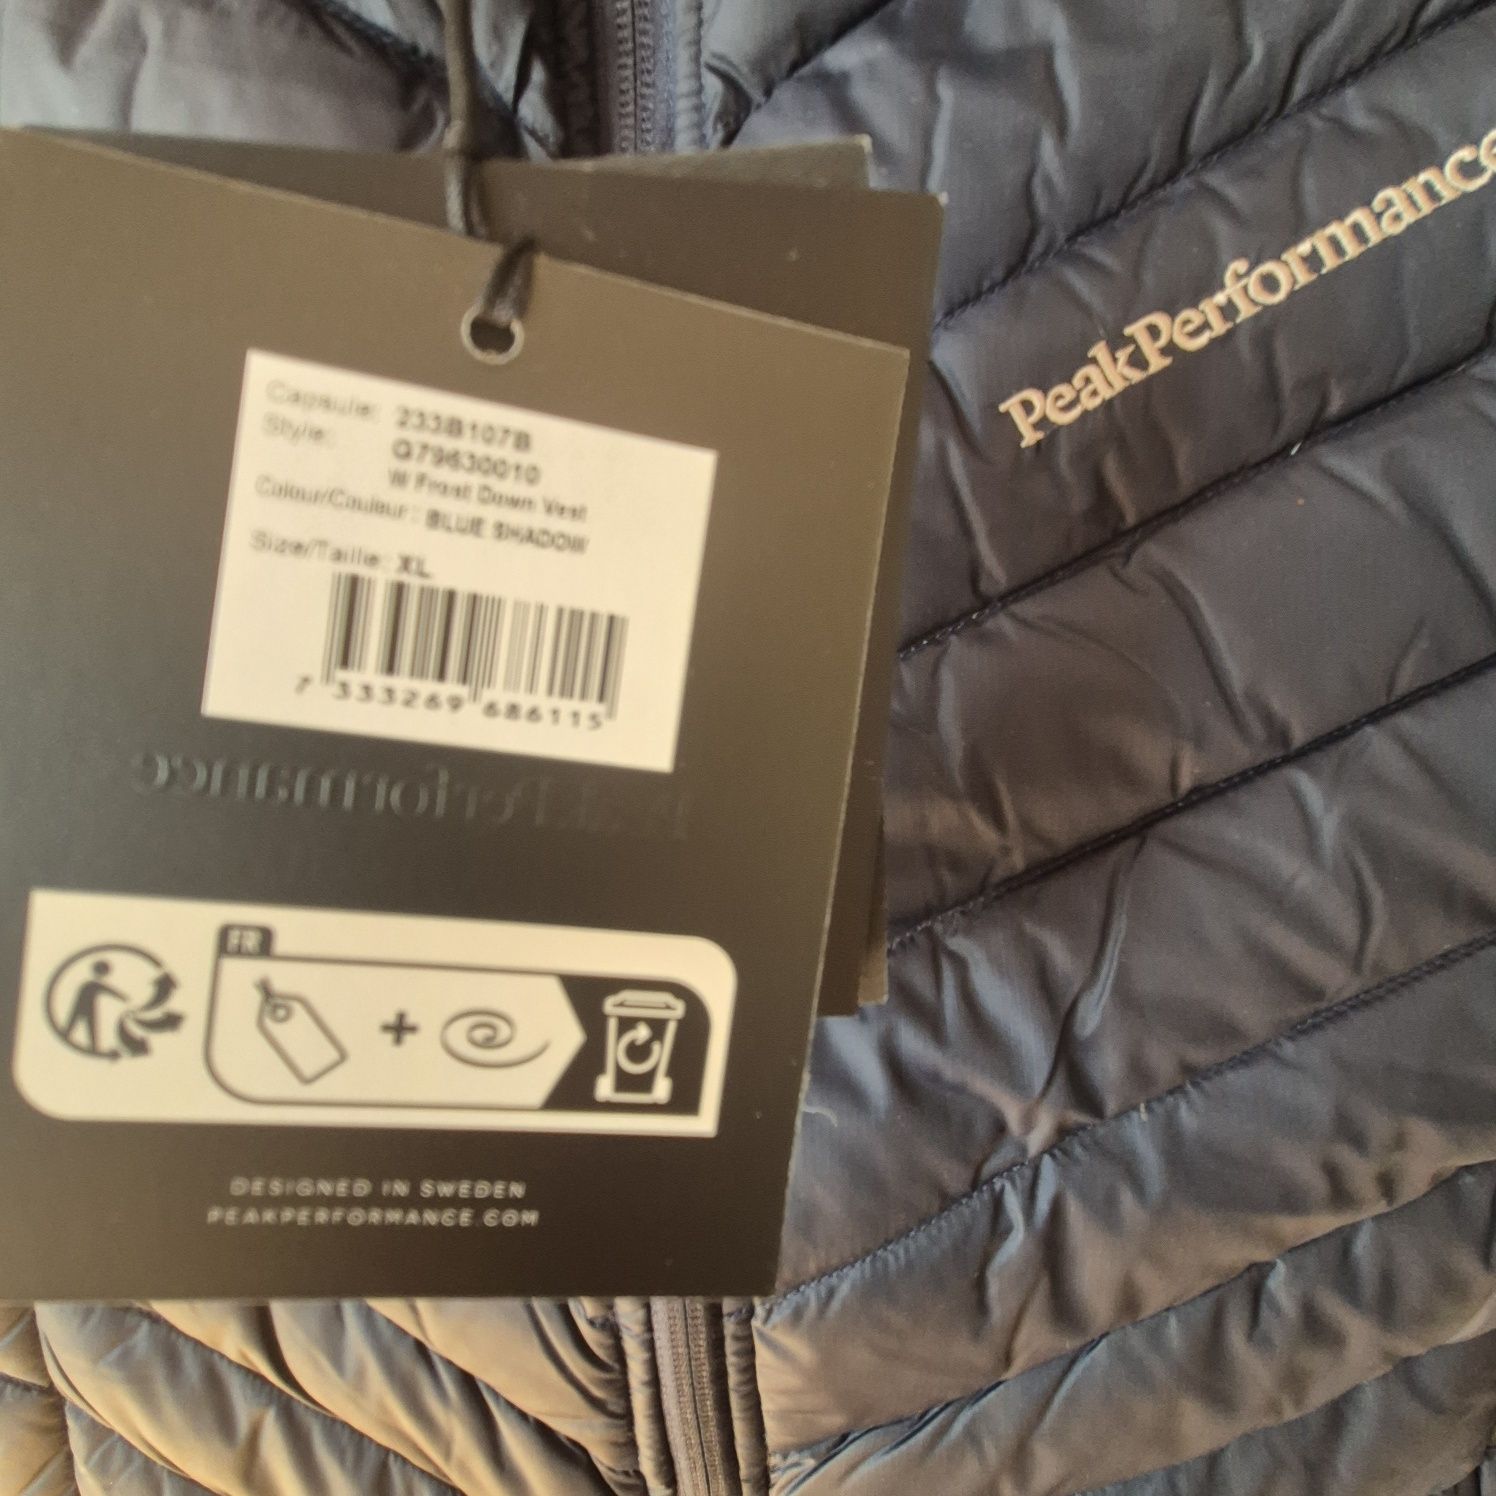 PeakPerformance
Capsule: 233B107B
Style: G79630010
W Frost Down Vest
Colour/Couleur: BLUE SHADOW
Size/Taille: XL
7 333269 686115
PeakPerformance
FR
DESIGNED IN SWEDEN
PEAKPERFORMANCE.COM